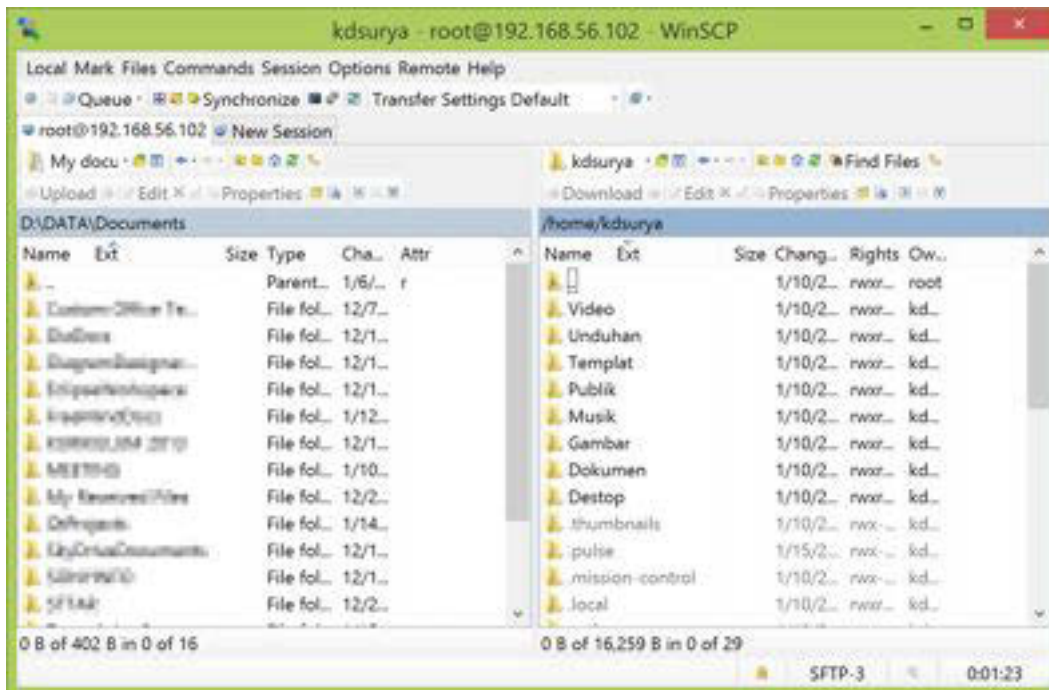 kdsurya - root@192.168.56.102 - WinSCP
Local Mark Files Commands Session Options Remote Help
Queue Synchronize Transfer Settings Default
root@192.168.56.102 New Session
My docu
Upload Edit Properties
D:\DATA\Documents
Name Ext Size Type Cha... Attr
.. Parent... 1/6/... r
File fol... 12/7...
File fol... 12/1...
File fol... 12/1...
File fol... 12/1...
File fol... 1/12...
File fol... 12/1...
MEETING File fol... 1/10...
My Received Files File fol... 12/2...
File fol... 1/14...
File fol... 12/1...
File fol... 12/1...
File fol... 12/2...
0 B of 402 B in 0 of 16
kdsurya Find Files
Download Edit Properties
/home/kdsurya
Name Ext Size Chang... Rights Ow...
1/10/2... rwxr... root
Video 1/10/2... rwxr... kd...
Unduhan 1/10/2... rwxr... kd...
Templat 1/10/2... rwxr... kd...
Publik 1/10/2... rwxr... kd...
Musik 1/10/2... rwxr... kd...
Gambar 1/10/2... rwxr... kd...
Dokumen 1/10/2... rwxr... kd...
Destop 1/10/2... rwxr... kd...
.thumbnails 1/10/2... rwx-... kd...
.pulse 1/15/2... rwx-... kd...
.mission-control 1/10/2... rwx-... kd...
.local 1/10/2... rwxr... kd...
0 B of 16,259 B in 0 of 29
SFTP-3 0:01:23